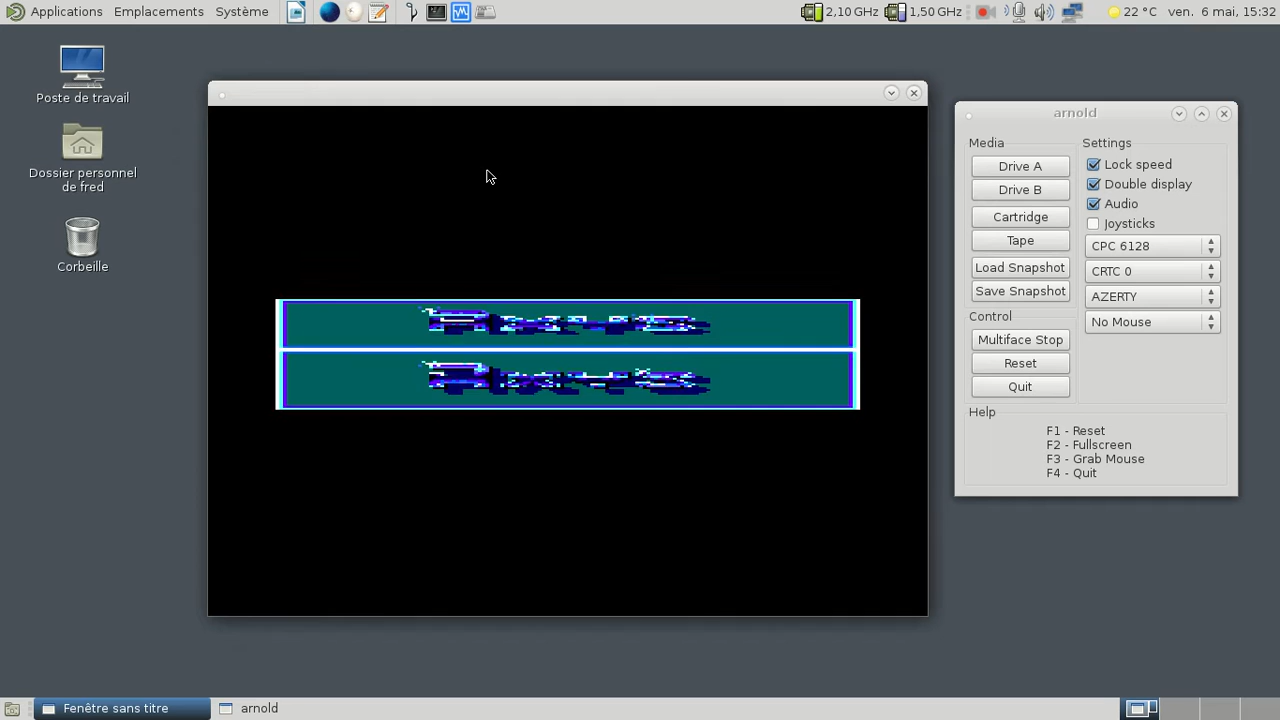 Applications Emplacements Système
2,10 GHz 1,50 GHz 22 °C ven. 6 mai, 15:32
Poste de travail
Dossier personnel
de fred
Corbeille
arnold
Media
Drive A
Drive B
Cartridge
Tape
Load Snapshot
Save Snapshot
Control
Multiface Stop
Reset
Quit
Settings
Lock speed
Double display
Audio
Joysticks
CPC 6128
CRTC 0
AZERTY
No Mouse
Help
F1 - Reset
F2 - Fullscreen
F3 - Grab Mouse
F4 - Quit
Fenêtre sans titre
arnold